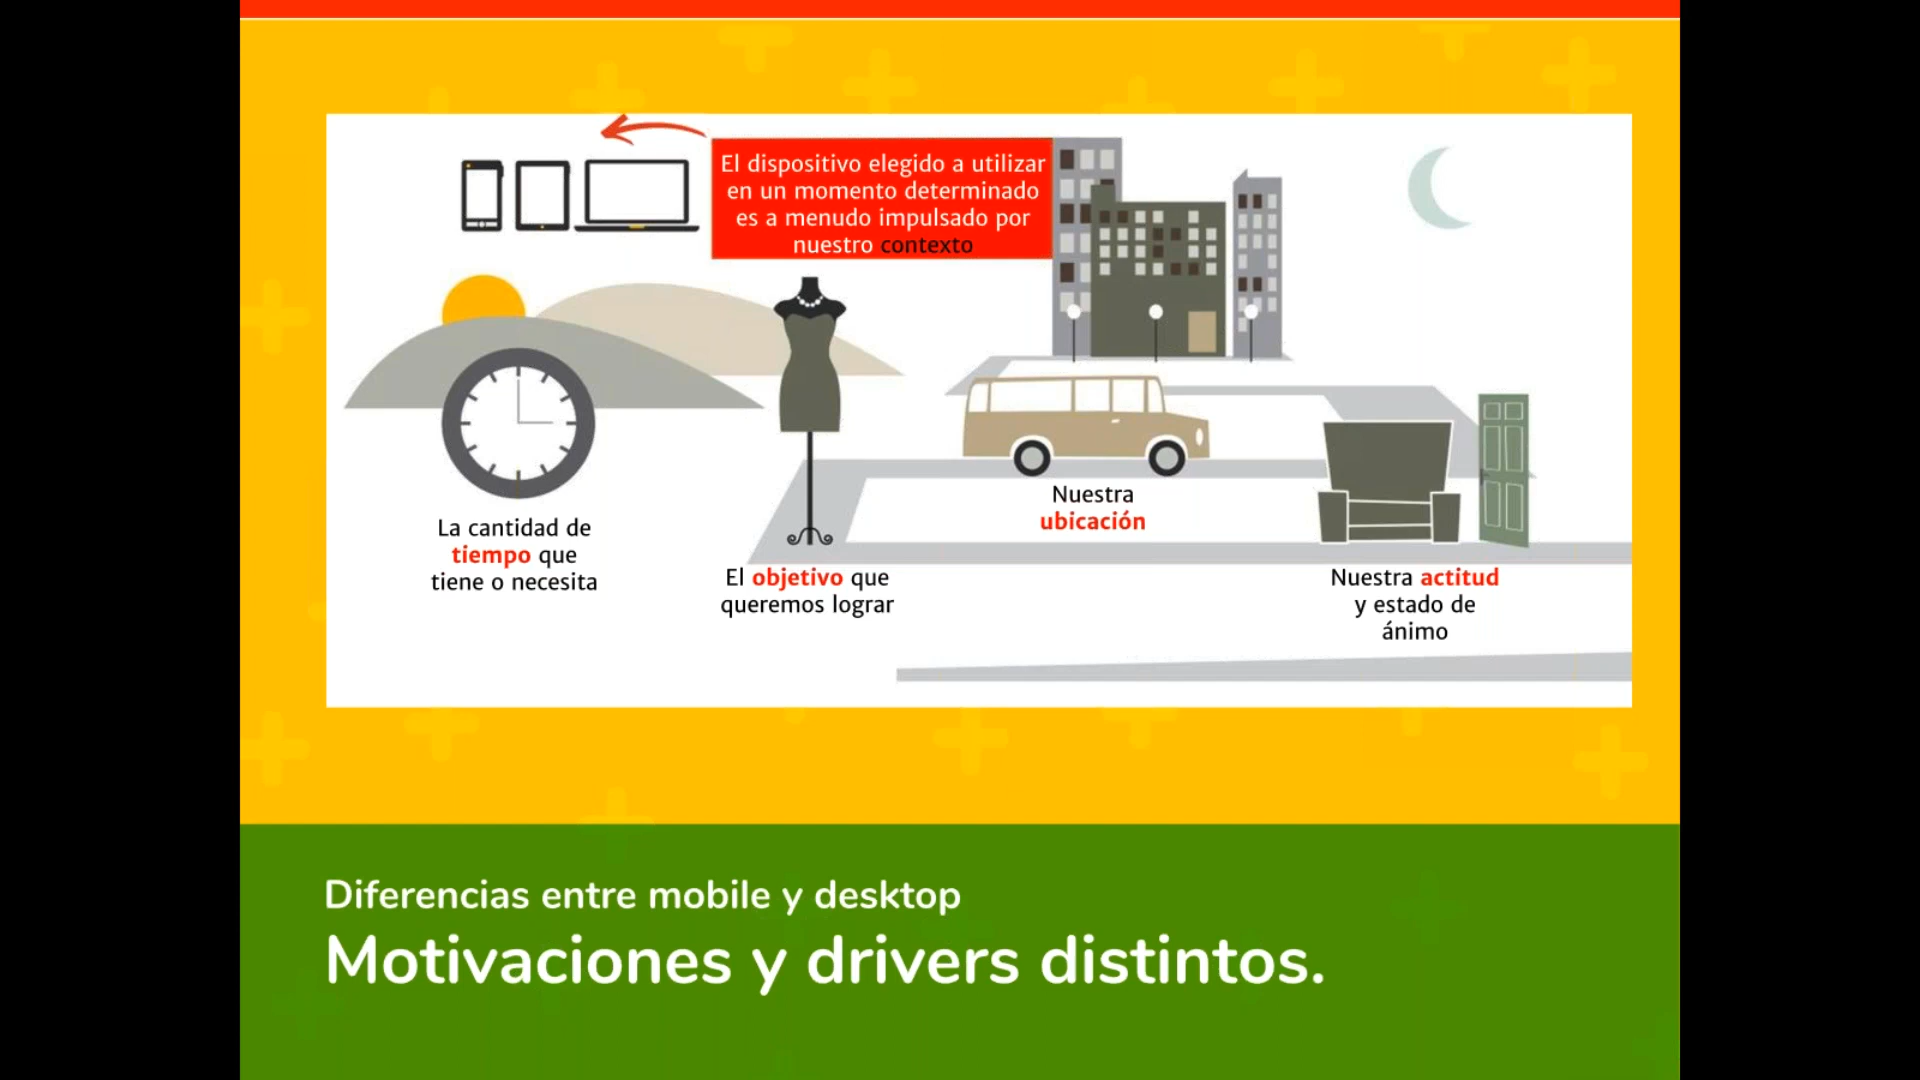 El dispositivo elegido a utilizar
en un momento determinado
es a menudo impulsado por
nuestro contexto
La cantidad de
tiempo que
tiene o necesita
El objetivo que
queremos lograr
Nuestra
ubicación
Nuestra actitud
y estado de
ánimo
Diferencias entre mobile y desktop
Motivaciones y drivers distintos.